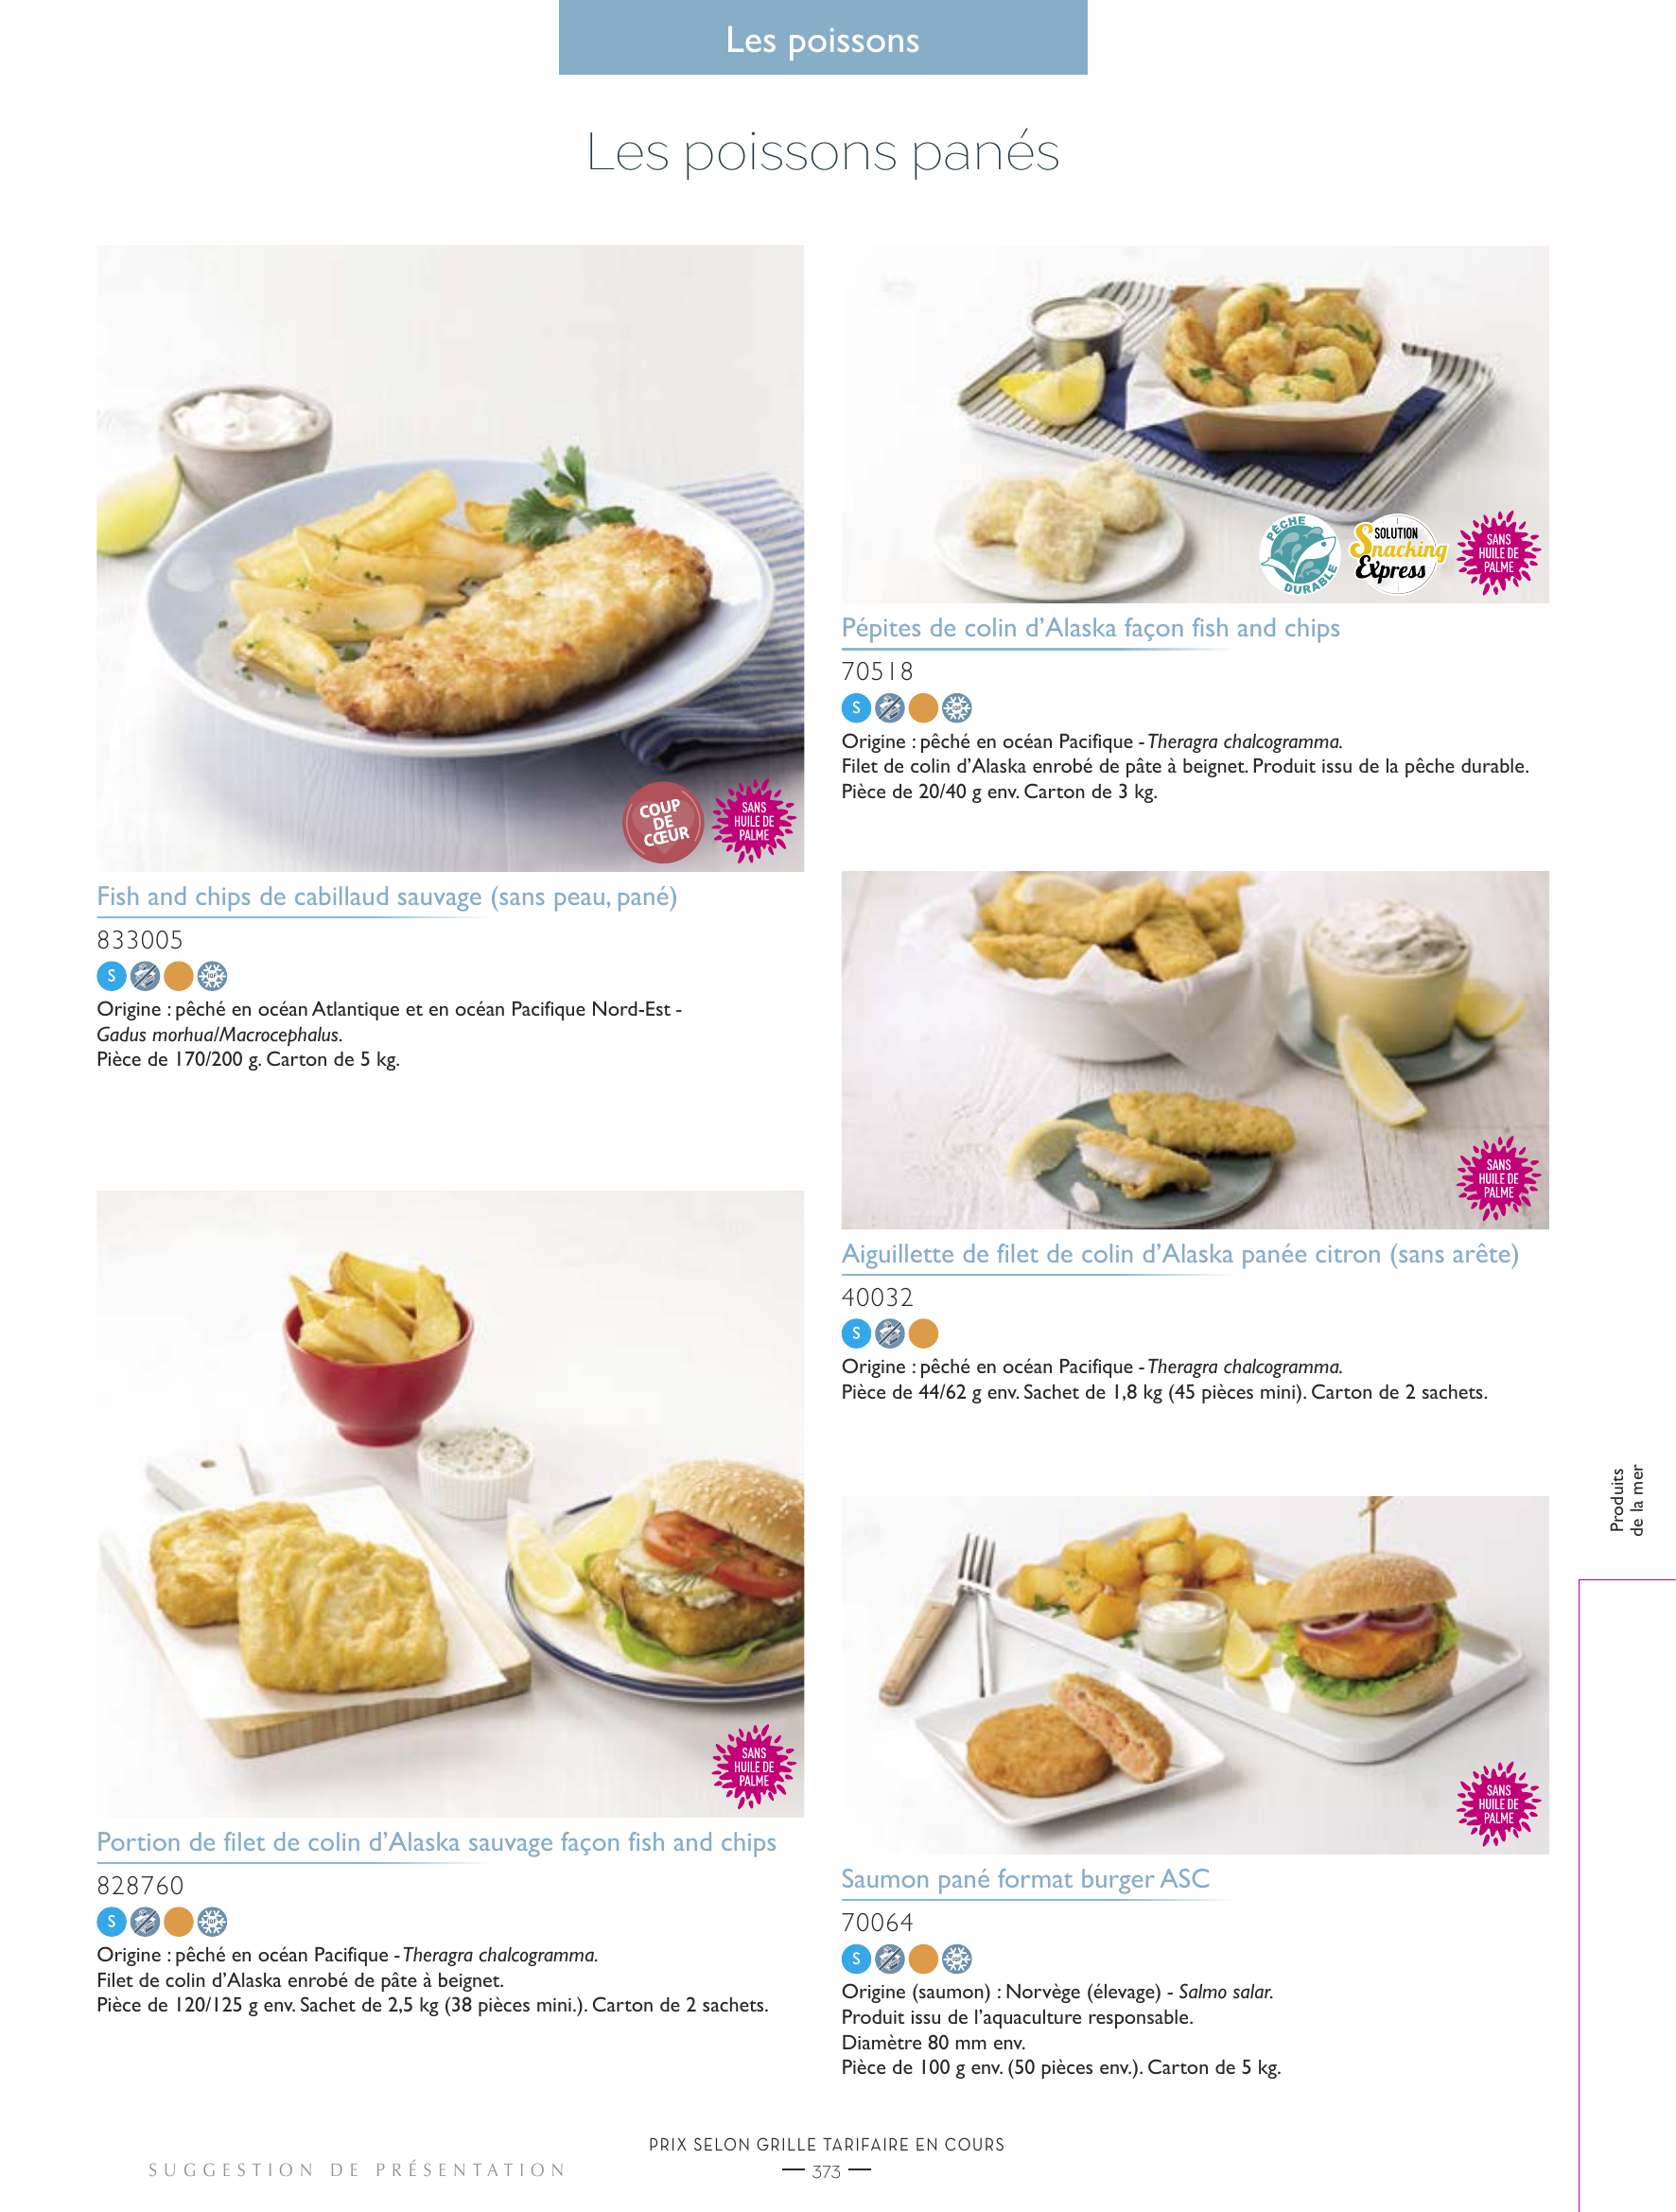 Les poissons
Les poissons panés
COUP
DE
CŒUR
SANS
HUILE DE
PALME
Fish and chips de cabillaud sauvage (sans peau, pané)
833005
S
Origine : pêché en océan Atlantique et en océan Pacifique Nord-Est -
Gadus morhua/Macrocephalus.
Pièce de 170/200 g. Carton de 5 kg.
SANS
HUILE DE
PALME
Portion de filet de colin d'Alaska sauvage façon fish and chips
828760
S
Origine : pêché en océan Pacifique - Theragra chalcogramma.
Filet de colin d'Alaska enrobé de pâte à beignet.
Pièce de 120/125 g env. Sachet de 2,5 kg (38 pièces mini.). Carton de 2 sachets.
PÊCHE
DURABLE
SOLUTION
Snacking
Express
SANS
HUILE DE
PALME
Pépites de colin d'Alaska façon fish and chips
70518
S
Origine : pêché en océan Pacifique - Theragra chalcogramma.
Filet de colin d'Alaska enrobé de pâte à beignet. Produit issu de la pêche durable.
Pièce de 20/40 g env. Carton de 3 kg.
SANS
HUILE DE
PALME
Aiguillette de filet de colin d'Alaska panée citron (sans arête)
40032
S
Origine : pêché en océan Pacifique - Theragra chalcogramma.
Pièce de 44/62 g env. Sachet de 1,8 kg (45 pièces mini). Carton de 2 sachets.
SANS
HUILE DE
PALME
Saumon pané format burger ASC
70064
S
Origine (saumon) : Norvège (élevage) - Salmo salar.
Produit issu de l'aquaculture responsable.
Diamètre 80 mm env.
Pièce de 100 g env. (50 pièces env.). Carton de 5 kg.
Produits
de la mer
PRIX SELON GRILLE TARIFAIRE EN COURS
SUGGESTION DE PRÉSENTATION
373